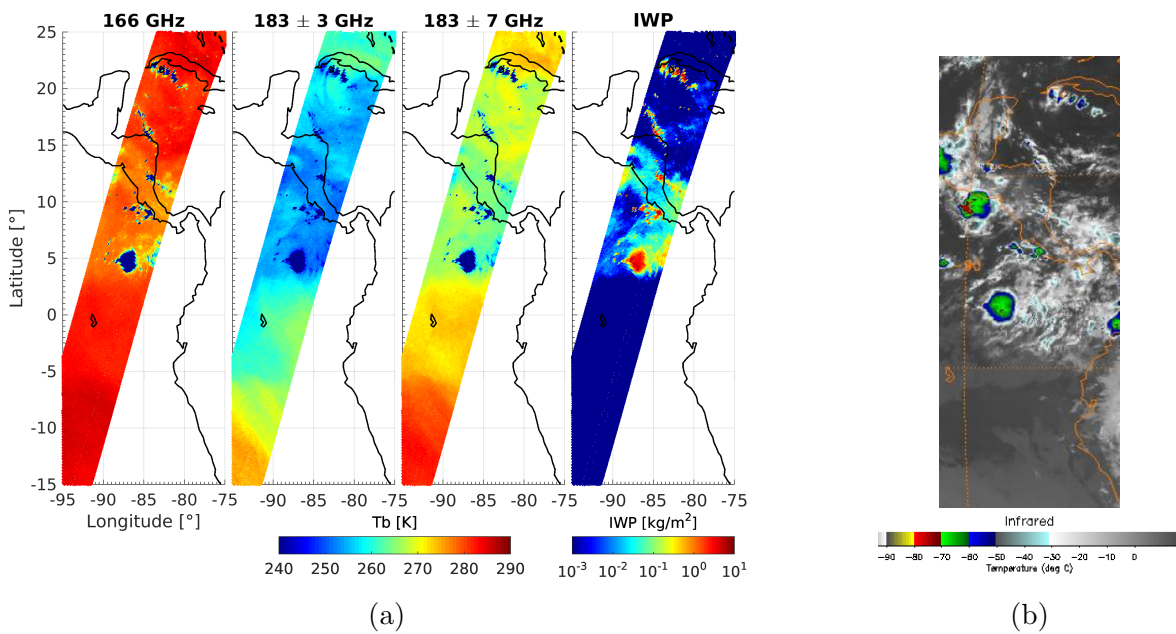 166 GHz 183 ± 3 GHz 183 ± 7 GHz IWP
25
20
15
10
5
0
-5
-10
-15
Latitude [°]
-95 -90 -85 -80 -75 -90 -85 -80 -75 -90 -85 -80 -75 -90 -85 -80 -75
Longitude [°] Tb [K] IWP [kg/m²]
240 250 260 270 280 290 10⁻³ 10⁻² 10⁻¹ 10⁰ 10¹
(a)
90
Infrared
-90 -80 -70 -60 -50 -40 -30 -20 -10 0
Temperature (deg C)
(b)